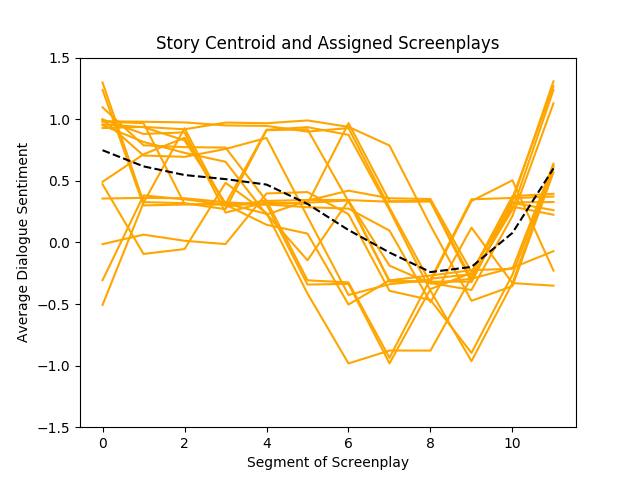 Story Centroid and Assigned Screenplays
1.5
1.0
0.5
0.0
−0.5
−1.0
−1.5
Average Dialogue Sentiment
0 2 4 6 8 10
Segment of Screenplay